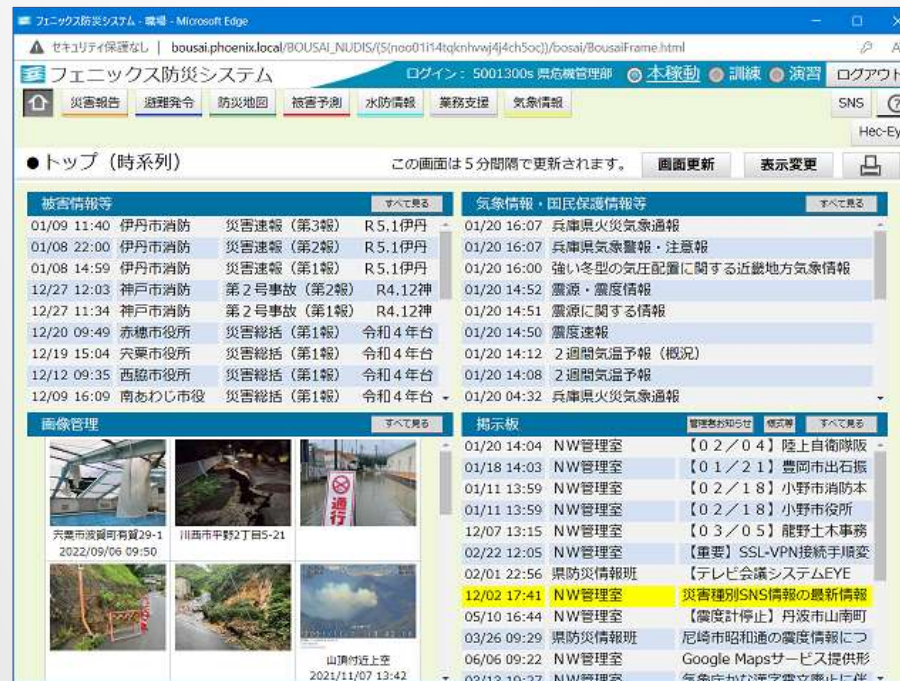 フェニックス防災システム - 職場 - Microsoft Edge
セキュリティ保護なし | bousai.phoenix.local/BOUSAI_NUDIS/(S(noo01i14tqknhvwj4j4ch5oc))/bosai/BousaiFrame.html
フェニックス防災システム ログイン: 5001300s 県危機管理部 本稼動 訓練 演習 ログアウト
災害報告 避難発令 防災地図 被害予測 水防情報 業務支援 気象情報 SNS
Hec-Ey
●トップ（時系列） この画面は５分間隔で更新されます。 画面更新 表示変更
被害情報等 すべて見る
01/09 11:40 伊丹市消防 災害速報（第3報） R5.1伊丹
01/08 22:00 伊丹市消防 災害速報（第2報） R5.1伊丹
01/08 14:59 伊丹市消防 災害速報（第1報） R5.1伊丹
12/27 12:03 神戸市消防 第２号事故（第2報） R4.12神
12/27 11:34 神戸市消防 第２号事故（第1報） R4.12神
12/20 09:49 赤穂市役所 災害総括（第1報） 令和４年台
12/19 15:04 宍粟市役所 災害総括（第1報） 令和４年台
12/12 09:35 西脇市役所 災害総括（第1報） 令和４年台
12/09 16:09 南あわじ市役 災害総括（第1報） 令和４年台
気象情報・国民保護情報等 すべて見る
01/20 16:07 兵庫県火災気象通報
01/20 16:07 兵庫県気象警報・注意報
01/20 16:00 強い冬型の気圧配置に関する近畿地方気象情報
01/20 14:52 震源・震度情報
01/20 14:51 震源に関する情報
01/20 14:50 震度速報
01/20 14:12 ２週間気温予報（概況）
01/20 14:08 ２週間気温予報
01/20 04:32 兵庫県火災気象通報
画像管理 すべて見る
通行
宍粟市波賀町有賀29-1
2022/09/06 09:50
川西市平野2丁目5-21
山頂付近上空
2021/11/07 13:42
掲示板 管理者お知らせ 様式等 すべて見る
01/20 14:04 NW管理室 【０２／０４】陸上自衛隊阪
01/18 14:03 NW管理室 【０１／２１】豊岡市出石振
01/11 13:59 NW管理室 【０２／１８】小野市消防本
01/11 13:59 NW管理室 【０２／１８】小野市役所
12/07 13:15 NW管理室 【０３／０５】龍野土木事務
02/22 12:05 NW管理室 【重要】SSL-VPN接続手順変
02/01 22:56 県防災情報班 【テレビ会議システムEYE
12/02 17:41 NW管理室 災害種別SNS情報の最新情報
05/10 16:44 NW管理室 【震度計停止】丹波市山南町
03/26 09:29 県防災情報班 尼崎市昭和通の震度情報につ
06/06 09:22 NW管理室 Google Mapsサービス提供形